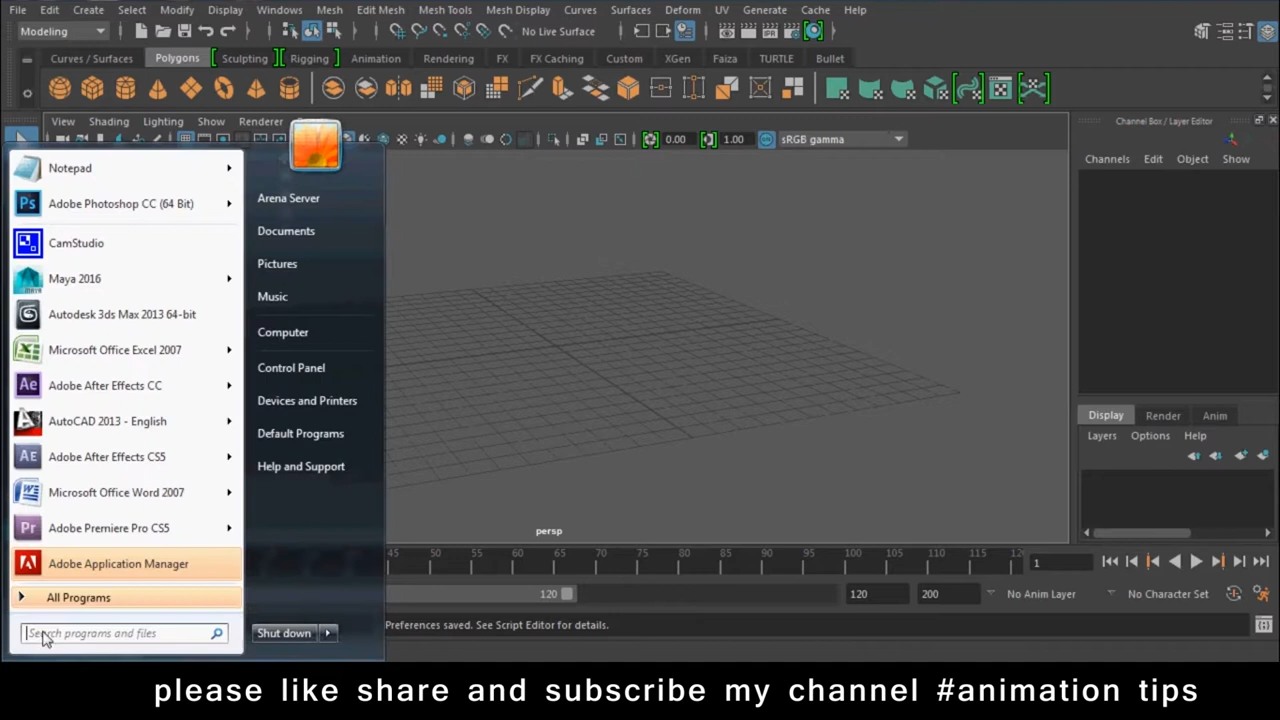 File Edit Create Select Modify Display Windows Mesh Edit Mesh Mesh Tools Mesh Display Curves Surfaces Deform UV Generate Cache Help
Modeling No Live Surface
Curves / Surfaces Polygons Sculpting Rigging Animation Rendering FX FX Caching Custom XGen Faiza TURTLE Bullet
View Shading Lighting Show Renderer
0.00 1.00 sRGB gamma
Channel Box / Layer Editor
Channels Edit Object Show
Notepad
Adobe Photoshop CC (64 Bit)
CamStudio
Maya 2016
Autodesk 3ds Max 2013 64-bit
Microsoft Office Excel 2007
Adobe After Effects CC
AutoCAD 2013 - English
Adobe After Effects CS5
Microsoft Office Word 2007
Adobe Premiere Pro CS5
Adobe Application Manager
All Programs
Search programs and files
Arena Server
Documents
Pictures
Music
Computer
Control Panel
Devices and Printers
Default Programs
Help and Support
Shut down
persp
Display Render Anim
Layers Options Help
45 50 55 60 65 70 75 80 85 90 95 100 105 110 115 12
1
120 120 200 No Anim Layer No Character Set
Preferences saved. See Script Editor for details.
please like share and subscribe my channel #animation tips